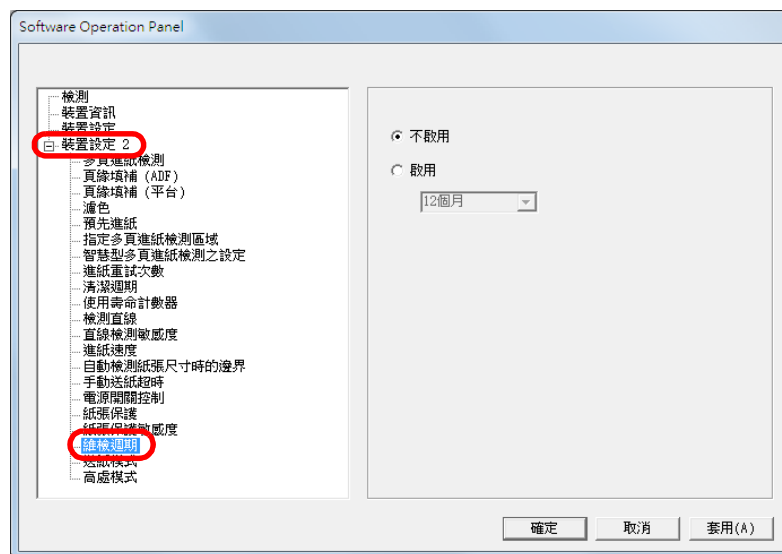 Software Operation Panel
檢測
裝置資訊
裝置設定
裝置設定 2
多頁進紙檢測
頁緣填補 (ADF)
頁緣填補 (平台)
濾色
預先進紙
指定多頁進紙檢測區域
智慧型多頁進紙檢測之設定
進紙重試次數
清潔週期
使用壽命計數器
檢測直線
直線檢測敏感度
進紙速度
自動檢測紙張尺寸時的邊界
手動送紙超時
電源開關控制
紙張保護
紙張保護敏感度
維檢週期
送紙模式
高處模式
不啟用
啟用
12個月
確定
取消
套用(A)